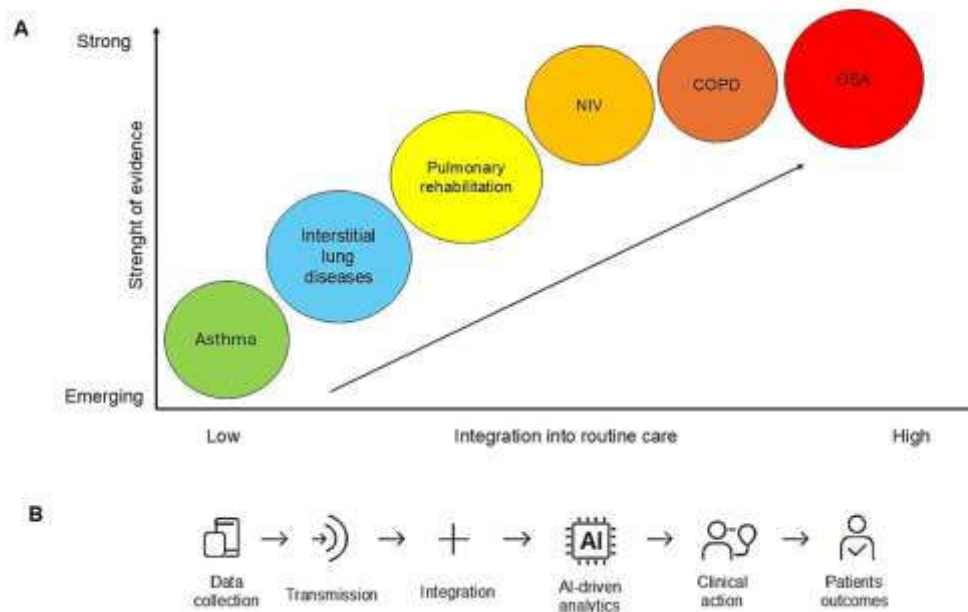 A
Strong
OSA
COPD
NIV
Pulmonary
rehabilitation
Strenght of evidence
Interstitial
lung
diseases
Asthma
Emerging
Low
Integration into routine care
High
B
AI
Data
collection
Transmission
Integration
AI-driven
analytics
Clinical
action
Patients
outcomes